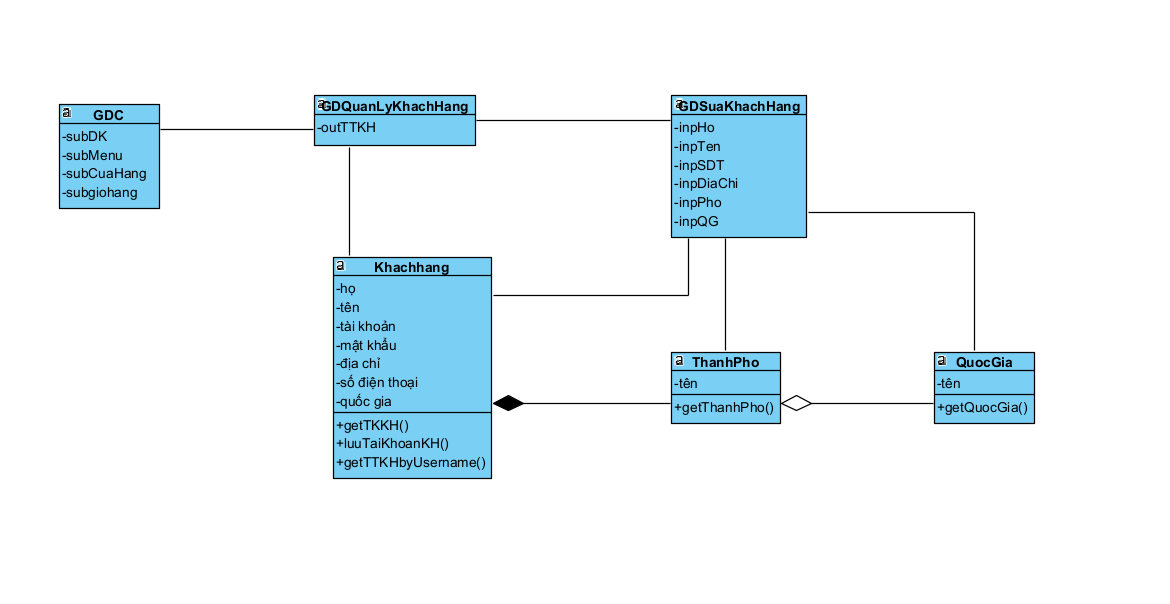 GDC
-subDK
-subMenu
-subCuaHang
-subgiohang
GDQuanLyKhachHang
-outTTKH
GDSuaKhachHang
-inpHo
-inpTen
-inpSDT
-inpDiaChi
-inpPho
-inpQG
Khachhang
-họ
-tên
-tài khoản
-mật khẩu
-địa chỉ
-số điện thoại
-quốc gia
+getTKKH()
+luuTaiKhoanKH()
+getTTKHbyUsername()
ThanhPho
-tên
+getThanhPho()
QuocGia
-tên
+getQuocGia()